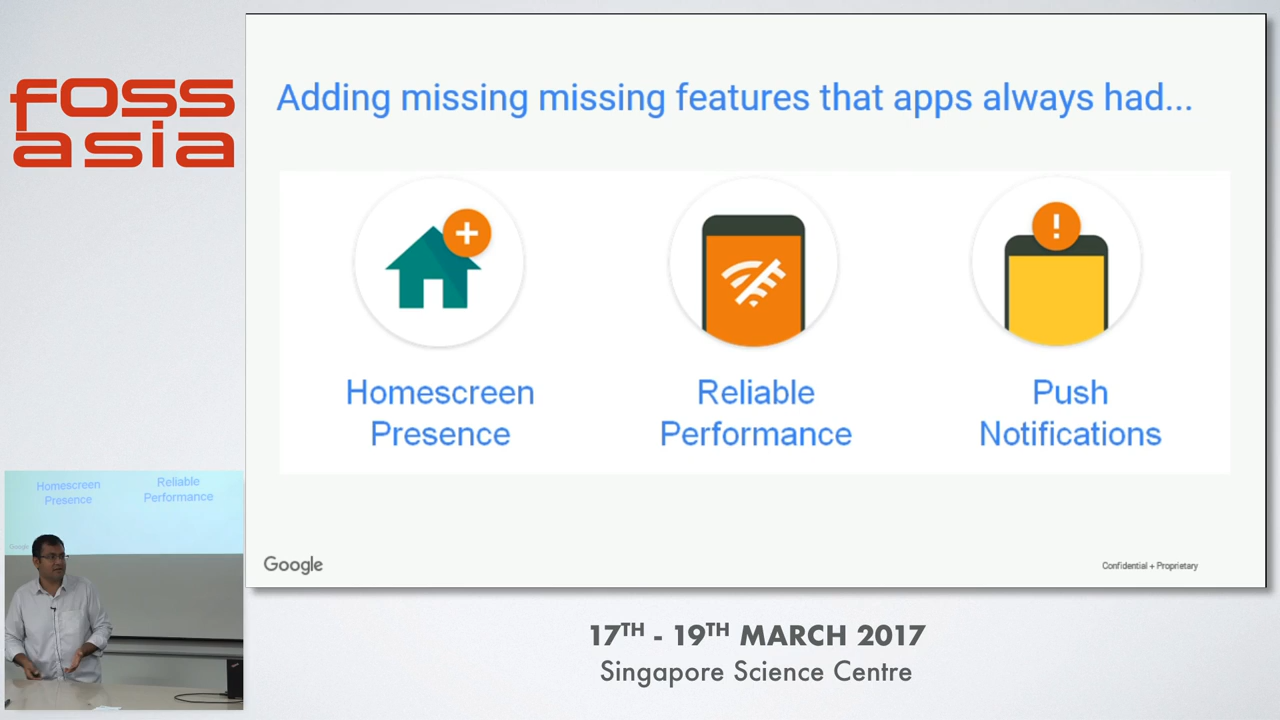 foss
asia
Adding missing missing features that apps always had...
Homescreen
Presence
Reliable
Performance
Push
Notifications
Google
Confidential + Proprietary
Homescreen
Presence
Reliable
Performance
Google
17TH - 19TH MARCH 2017
Singapore Science Centre